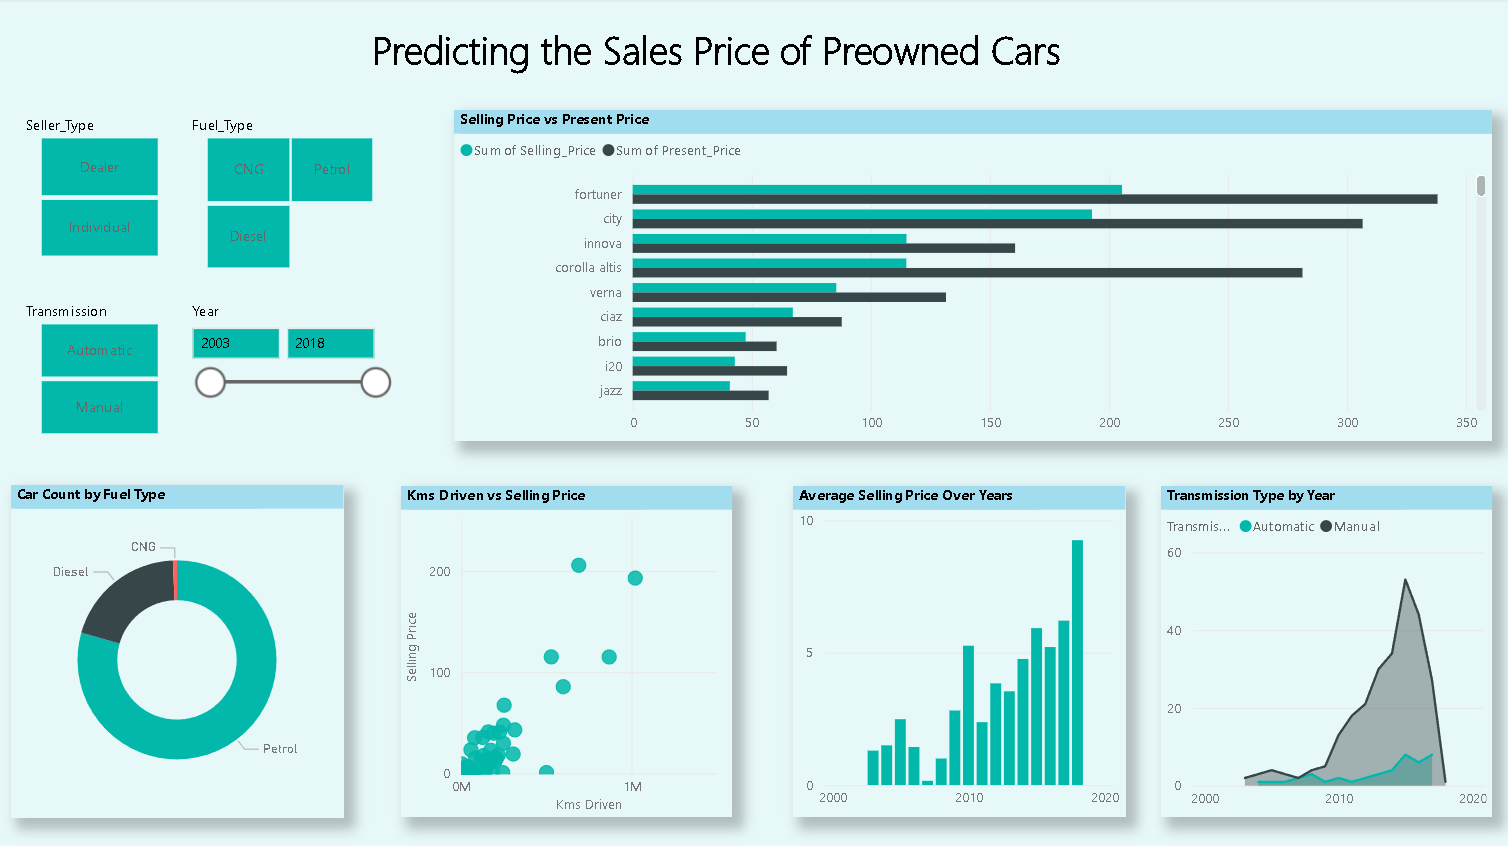 Predicting the Sales Price of Preowned Cars
Seller_Type
Dealer
Individual
Fuel_Type
CNG Petrol
Diesel
Transmission
Automatic
Manual
Year
2003 2018
Selling Price vs Present Price
Sum of Selling_Price Sum of Present_Price
fortuner
city
innova
corolla altis
verna
ciaz
brio
i20
jazz
0 50 100 150 200 250 300 350
Car Count by Fuel Type
CNG
Diesel
Petrol
Kms Driven vs Selling Price
Selling Price
200
100
0
0M 1M
Kms Driven
Average Selling Price Over Years
10
5
0
2000 2010 2020
Transmission Type by Year
Transmis... Automatic Manual
60
40
20
0
2000 2010 2020